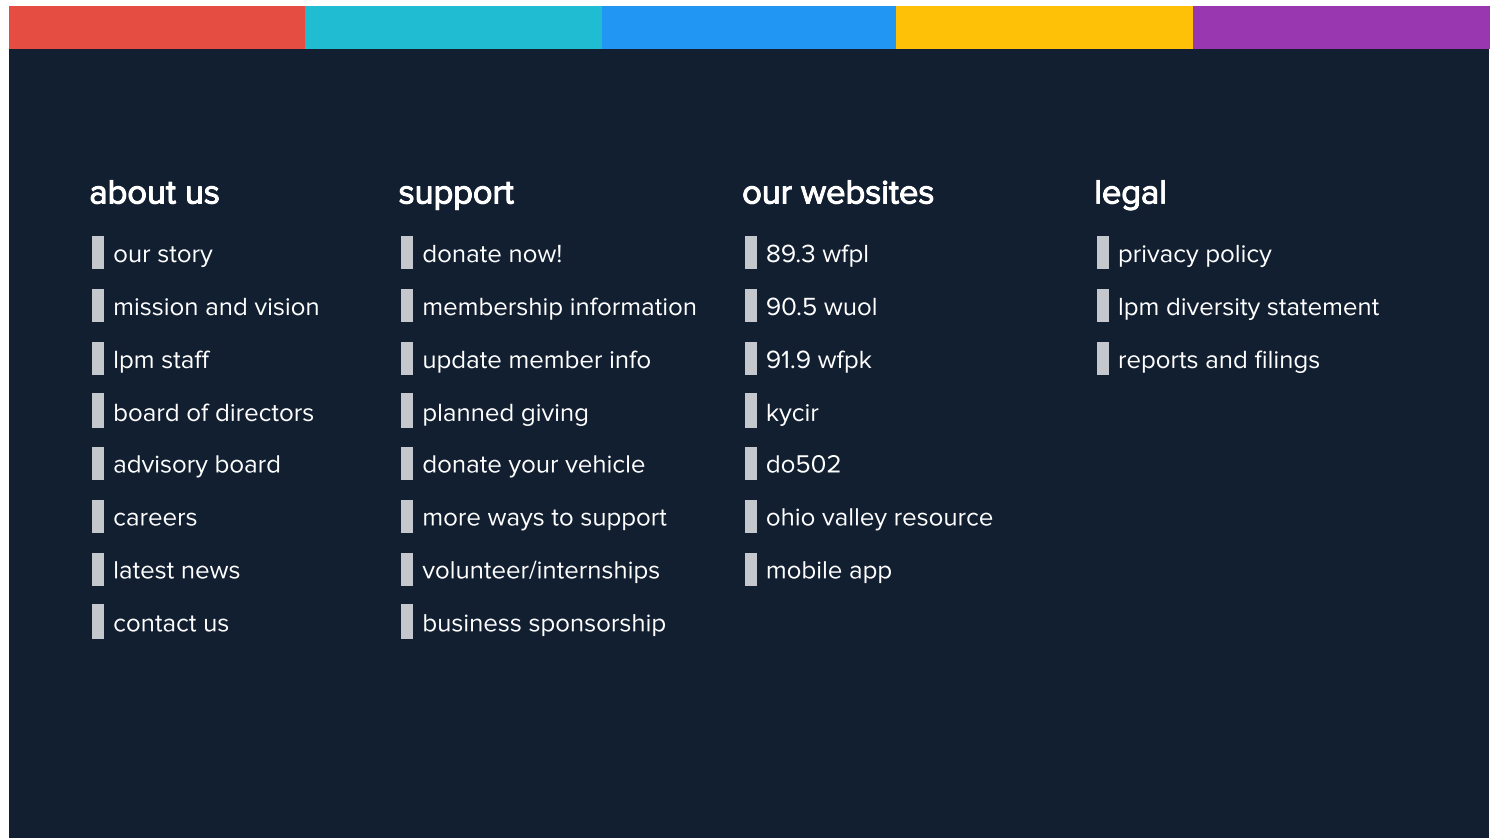 about us
our story
mission and vision
lpm staff
board of directors
advisory board
careers
latest news
contact us
support
donate now!
membership information
update member info
planned giving
donate your vehicle
more ways to support
volunteer/internships
business sponsorship
our websites
89.3 wfpl
90.5 wuol
91.9 wfpk
kycir
do502
ohio valley resource
mobile app
legal
privacy policy
lpm diversity statement
reports and filings